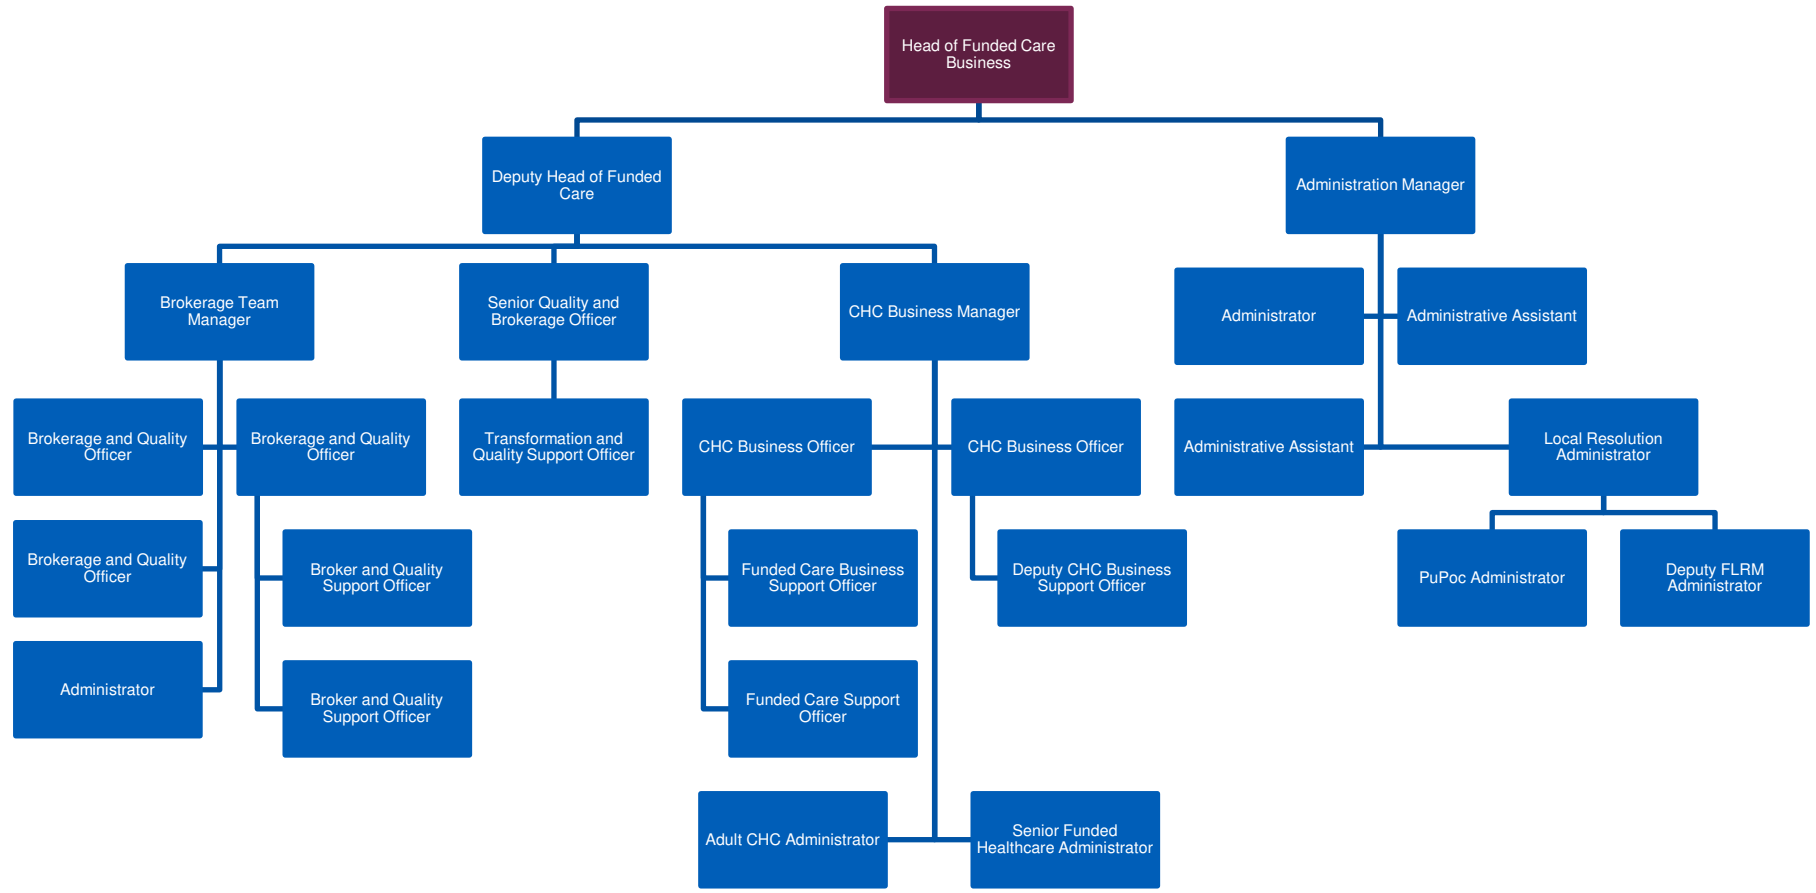 Head of Funded Care
Business
Deputy Head of Funded
Care
Administration Manager
Brokerage Team
Manager
Senior Quality and
Brokerage Officer
CHC Business Manager
Administrator
Administrative Assistant
Brokerage and Quality
Officer
Brokerage and Quality
Officer
Transformation and
Quality Support Officer
CHC Business Officer
CHC Business Officer
Administrative Assistant
Local Resolution
Administrator
Brokerage and Quality
Officer
Broker and Quality
Support Officer
Funded Care Business
Support Officer
Deputy CHC Business
Support Officer
PuPoc Administrator
Deputy FLRM
Administrator
Administrator
Broker and Quality
Support Officer
Funded Care Support
Officer
Adult CHC Administrator
Senior Funded
Healthcare Administrator